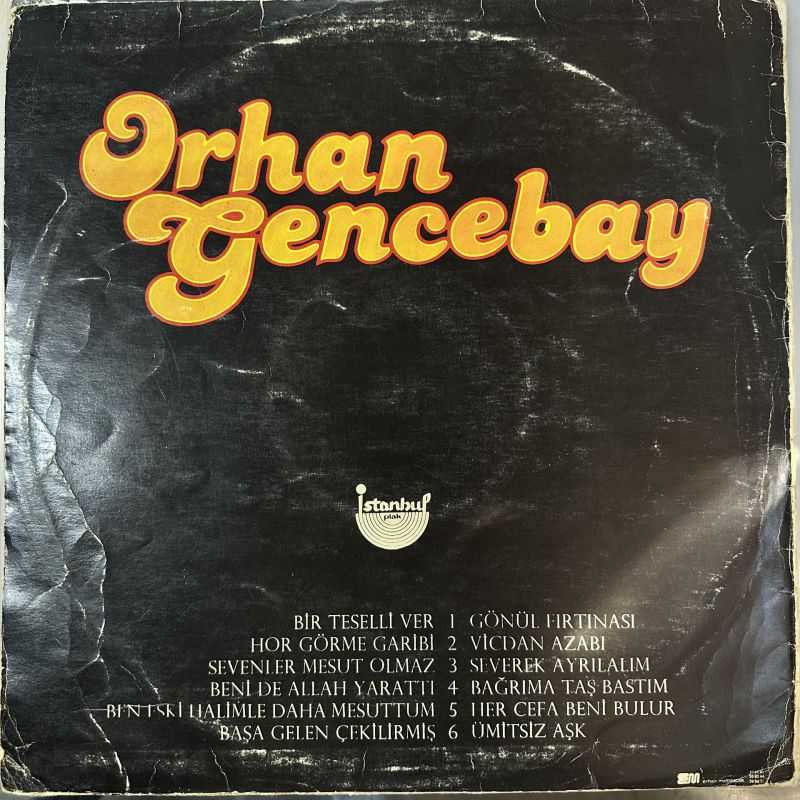 Orhan
Gencebay
istanbul
plak
BİR TESELLİ VER 1 GÖNÜL FIRTINASI
HOR GÖRME GARİBİ 2 VİCDAN AZABI
SEVENLER MESUT OLMAZ 3 SEVEREK AYRILALIM
BENİ DE ALLAH YARATTI 4 BAĞRIMA TAŞ BASTIM
BEN ESKİ HALİMLE DAHA MESUTTUM 5 HER CEFA BENİ BULUR
BAŞA GELEN ÇEKİLİRMİŞ 6 ÜMİTSİZ AŞK